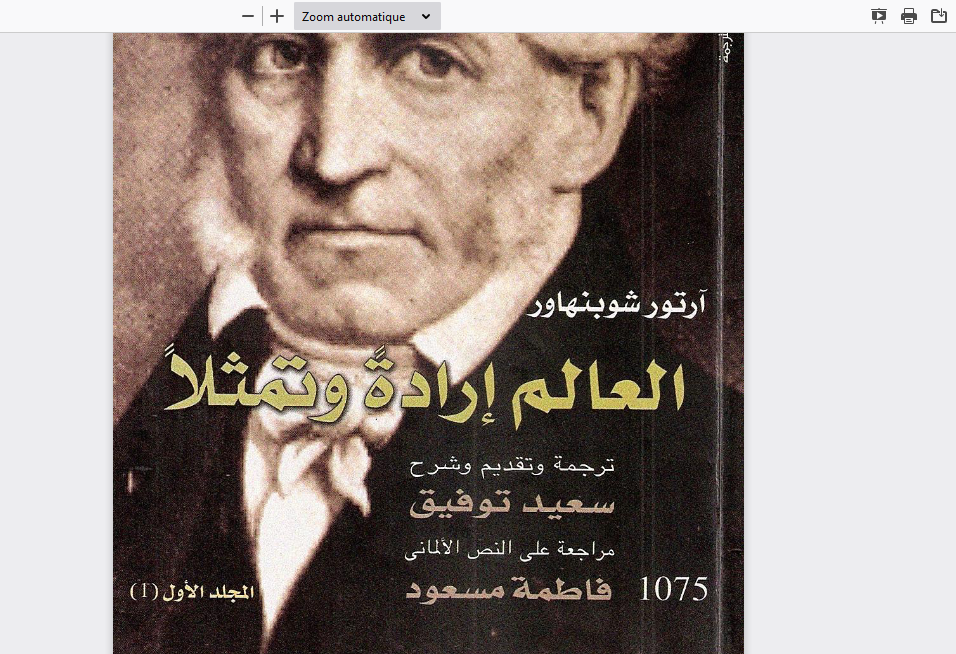 Zoom automatique
آرتور شوبنهاور
العالم إرادةً وتمثلاً
ترجمة وتقديم وشرح
سعيد توفيق
مراجعة على النص الألمانى
فاطمة مسعود
1075
المجلد الأول (1)